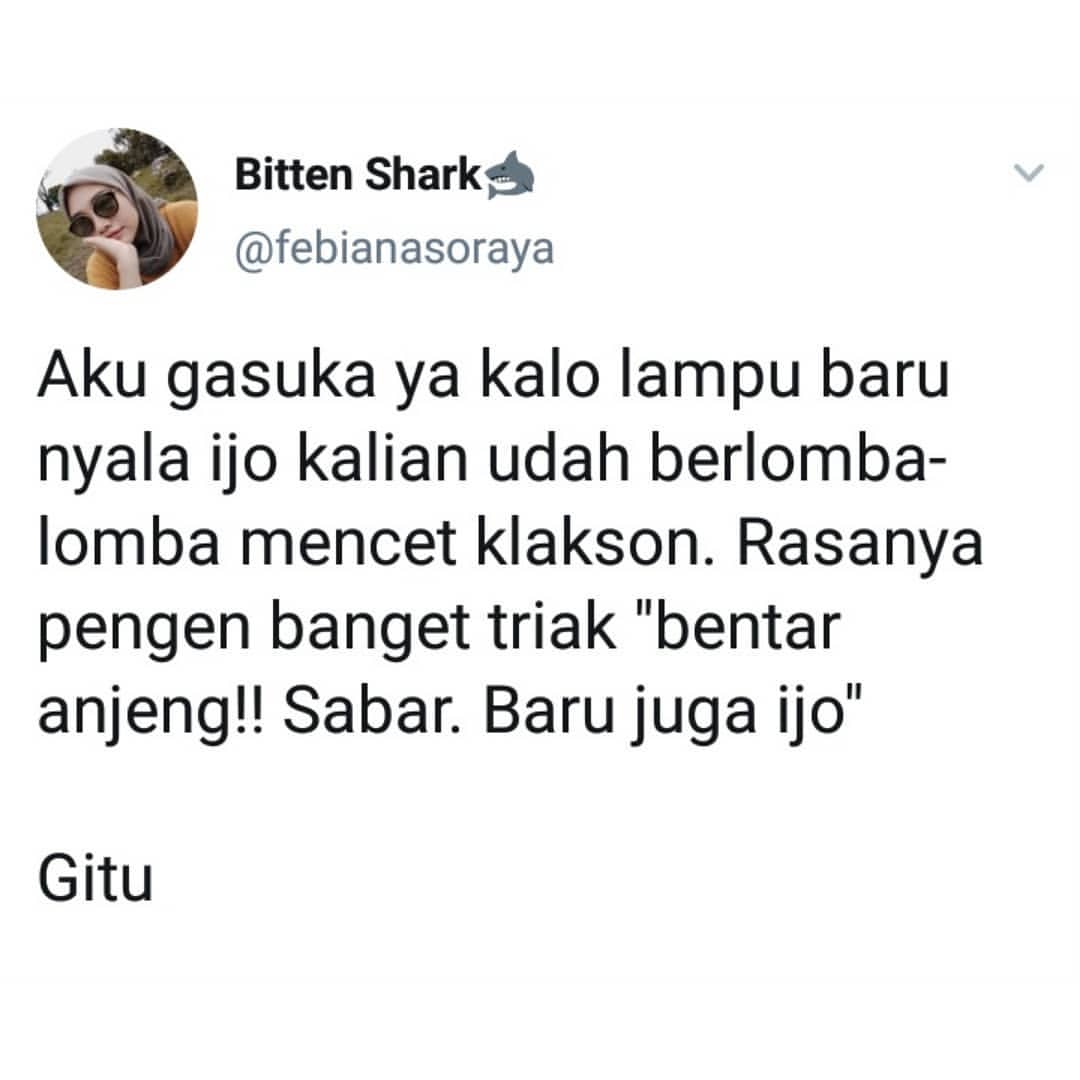 Bitten Shark🦈
@febianasoraya
Aku gasuka ya kalo lampu baru
nyala ijo kalian udah berlomba-
lomba mencet klakson. Rasanya
pengen banget triak "bentar
anjeng!! Sabar. Baru juga ijo"
Gitu